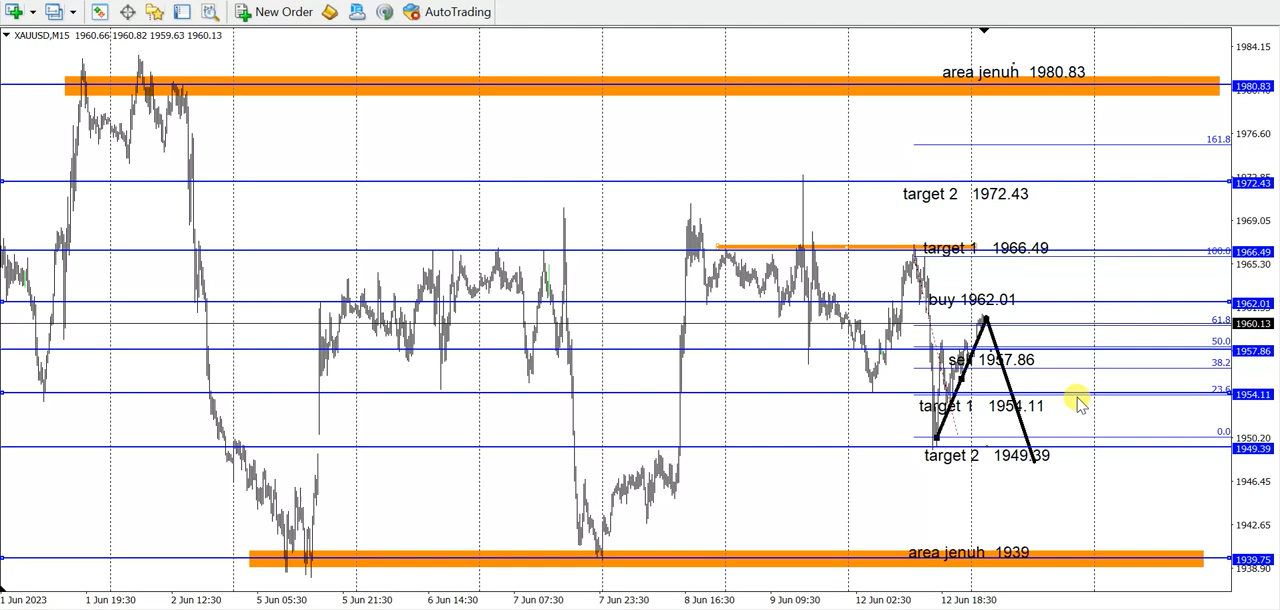 New Order AutoTrading
XAUUSD,M15 1960.66 1960.82 1959.63 1960.13
1984.15
area jenuh 1980.83
1980.83
1976.60
161.8
1972.43
target 2 1972.43
1969.05
target 1 1966.49
100.0
1966.49
1965.30
buy 1962.01
1962.01
61.8
1960.13
50.0
1957.86
sell 1957.86
38.2
23.6
1954.11
target 1 1954.11
0.0
1950.20
1949.39
target 2 1949.39
1946.45
1942.65
area jenuh 1939
1939.75
1938.90
1 Jun 2023 1 Jun 19:30 2 Jun 12:30 5 Jun 05:30 5 Jun 21:30 6 Jun 14:30 7 Jun 07:30 7 Jun 23:30 8 Jun 16:30 9 Jun 09:30 12 Jun 02:30 12 Jun 18:30